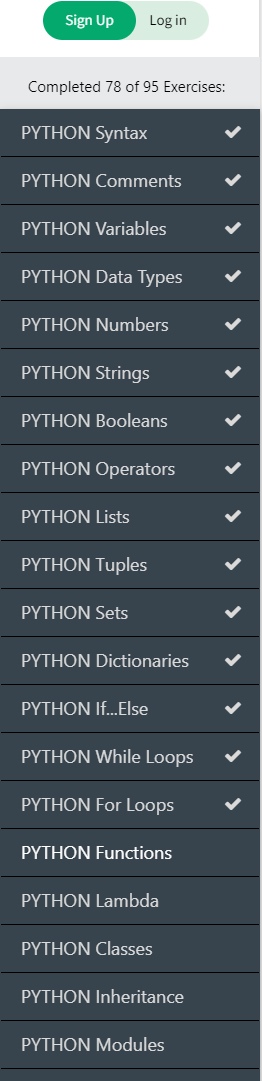 Sign Up Log in
Completed 78 of 95 Exercises:
PYTHON Syntax
PYTHON Comments
PYTHON Variables
PYTHON Data Types
PYTHON Numbers
PYTHON Strings
PYTHON Booleans
PYTHON Operators
PYTHON Lists
PYTHON Tuples
PYTHON Sets
PYTHON Dictionaries
PYTHON If...Else
PYTHON While Loops
PYTHON For Loops
PYTHON Functions
PYTHON Lambda
PYTHON Classes
PYTHON Inheritance
PYTHON Modules